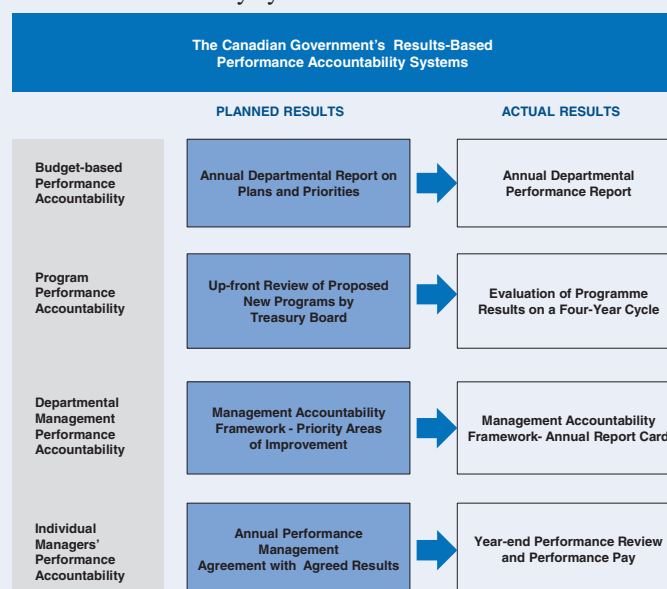 The Canadian Government's Results-Based
Performance Accountability Systems
PLANNED RESULTS
ACTUAL RESULTS
Budget-based
Performance
Accountability
Annual Departmental Report on
Plans and Priorities
Annual Departmental
Performance Report
Program
Performance
Accountability
Up-front Review of Proposed
New Programs by
Treasury Board
Evaluation of Programme
Results on a Four-Year Cycle
Departmental
Management
Performance
Accountability
Management Accountability
Framework - Priority Areas
of Improvement
Management Accountability
Framework- Annual Report Card
Individual
Managers'
Performance
Accountability
Annual Performance
Management
Agreement with Agreed Results
Year-end Performance Review
and Performance Pay